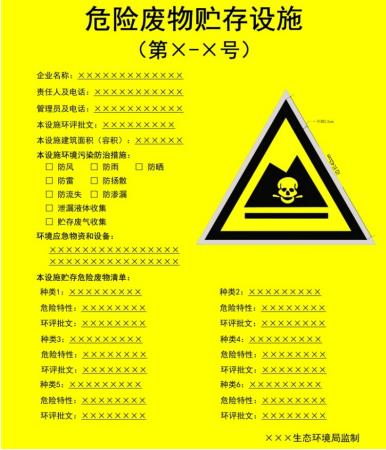 危险废物贮存设施
（第×-×号）
企业名称：×××××××××××××
责任人及电话：××××××××××
管理员及电话：××××××××××
本设施环评批文：××××××××
本设施建筑面积（容积）：××××××
本设施环境污染防治措施：
□ 防风 □ 防雨 □ 防晒
□ 防雷 □ 防扬散
□ 防流失 □ 防渗漏
□ 泄漏液体收集
□ 贮存废气收集
环境应急物资和设备：
××××××××××××××××
××××××××××××××××
本设施贮存危险废物清单：
种类1：××××××××× 种类2：×××××××××
危险特性：×××××××× 危险特性：××××××××
环评批文：×××××××× 环评批文：××××××××
种类3：××××××××× 种类4：×××××××××
危险特性：×××××××× 危险特性：××××××××
环评批文：×××××××× 环评批文：××××××××
种类5：××××××××× 种类6：×××××××××
危险特性：×××××××× 危险特性：××××××××
环评批文：×××××××× 环评批文：××××××××
×××生态环境局监制